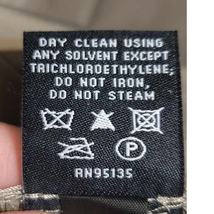 DRY CLEAN USING
ANY SOLVENT EXCEPT
TRICHLOROETHYLENE;
DO NOT IRON,
DO NOT STEAM
P
RN95135